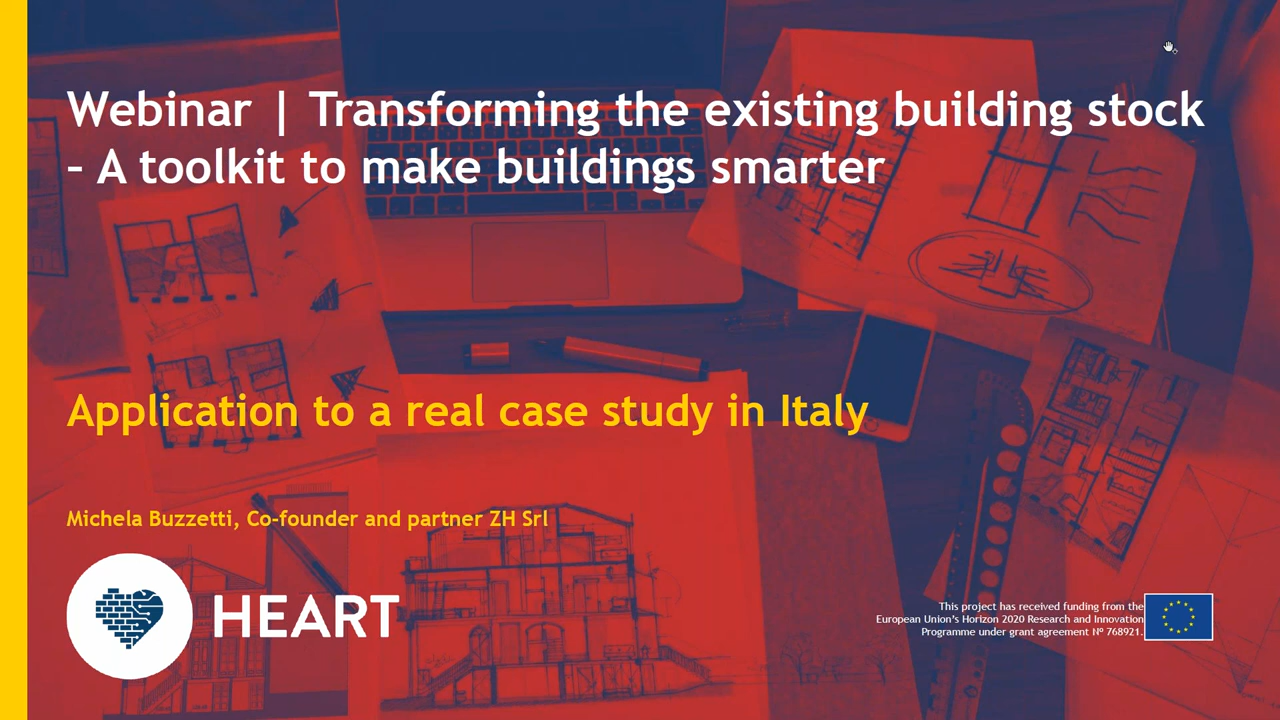 Webinar | Transforming the existing building stock
– A toolkit to make buildings smarter
Application to a real case study in Italy
Michela Buzzetti, Co-founder and partner ZH Srl
HEART
This project has received funding from the
European Union's Horizon 2020 Research and Innovation
Programme under grant agreement Nº 768921.